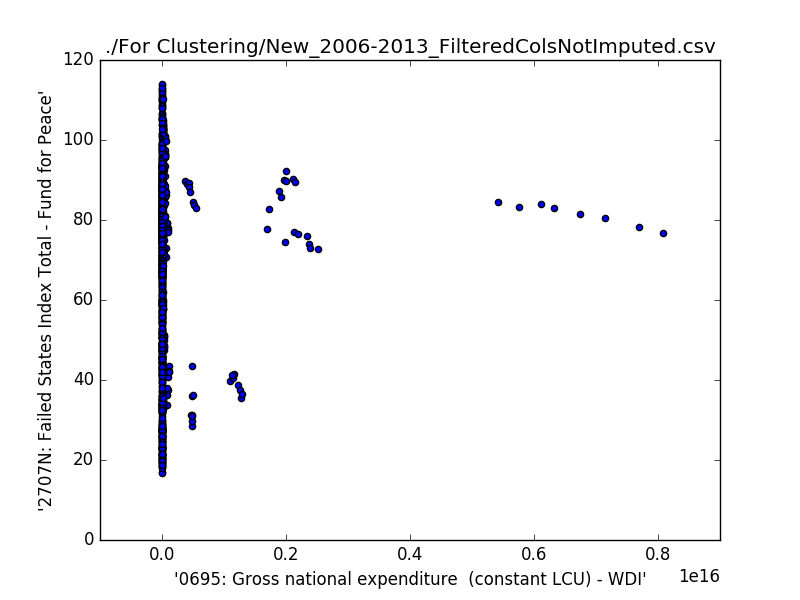 ./For Clustering/New_2006-2013_FilteredColsNotImputed.csv
120
100
80
60
40
20
0
'2707N: Failed States Index Total - Fund for Peace'
0.0 0.2 0.4 0.6 0.8
1e16
'0695: Gross national expenditure  (constant LCU) - WDI'